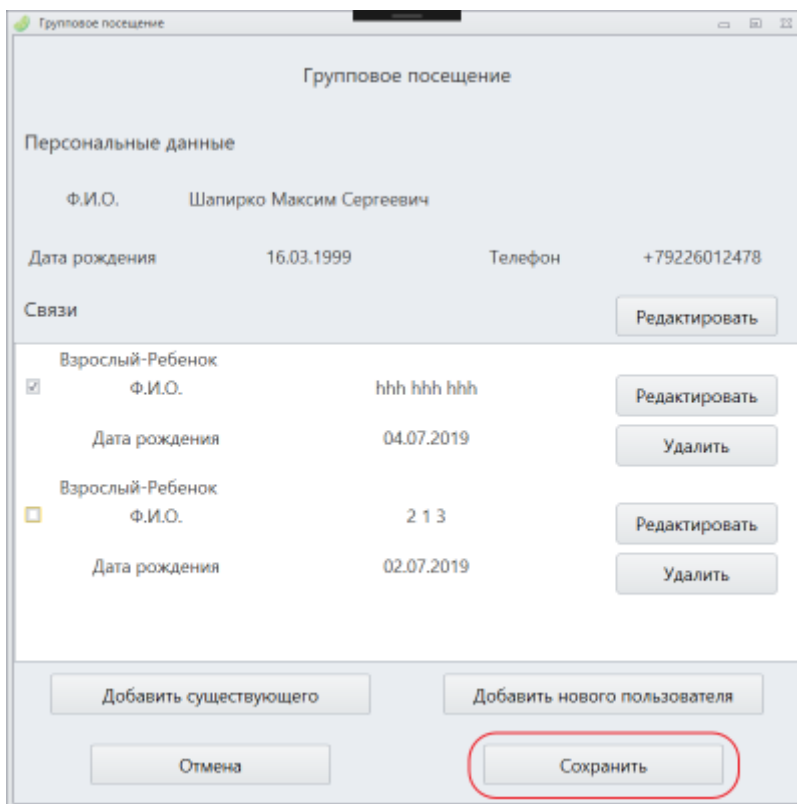 Групповое посещение
Групповое посещение
Персональные данные
Ф.И.О. Шапирко Максим Сергеевич
Дата рождения 16.03.1999 Телефон +79226012478
Связи Редактировать
Взрослый-Ребенок
Ф.И.О. hhh hhh hhh Редактировать
Дата рождения 04.07.2019 Удалить
Взрослый-Ребенок
Ф.И.О. 2 1 3 Редактировать
Дата рождения 02.07.2019 Удалить
Добавить существующего Добавить нового пользователя
Отмена Сохранить